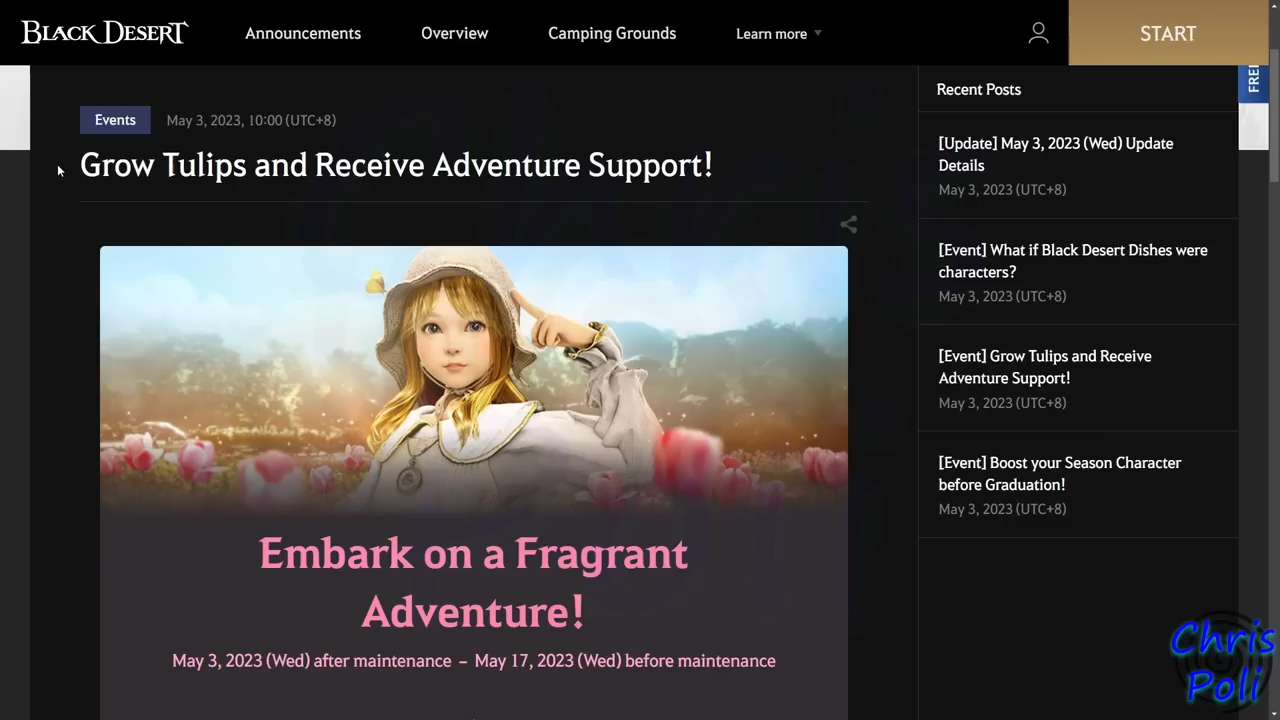 BLACK DESERT
Announcements
Overview
Camping Grounds
Learn more
START
Events
May 3, 2023, 10:00 (UTC+8)
Grow Tulips and Receive Adventure Support!
Embark on a Fragrant
Adventure!
May 3, 2023 (Wed) after maintenance – May 17, 2023 (Wed) before maintenance
Recent Posts
[Update] May 3, 2023 (Wed) Update
Details
May 3, 2023 (UTC+8)
[Event] What if Black Desert Dishes were
characters?
May 3, 2023 (UTC+8)
[Event] Grow Tulips and Receive
Adventure Support!
May 3, 2023 (UTC+8)
[Event] Boost your Season Character
before Graduation!
May 3, 2023 (UTC+8)
Chris
Poli